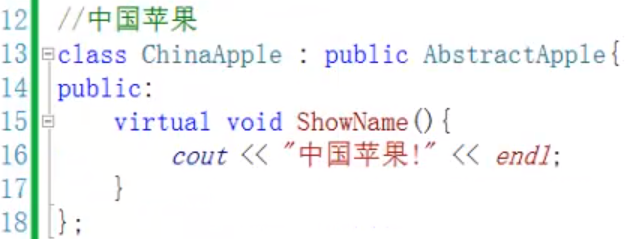 12 //中国苹果
13 class ChinaApple : public AbstractApple{
14 public:
15     virtual void ShowName(){
16         cout << "中国苹果!" << endl;
17     }
18 };